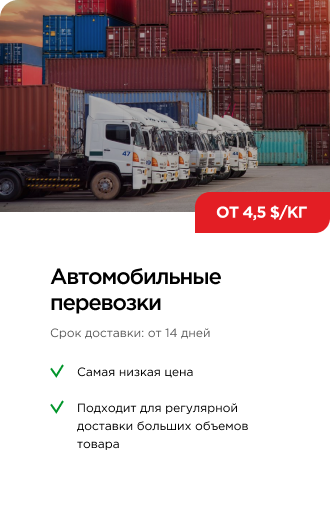 47
ОТ 4,5 $/КГ
Автомобильные
перевозки
Срок доставки: от 14 дней
Самая низкая цена
Подходит для регулярной
доставки больших объемов
товара